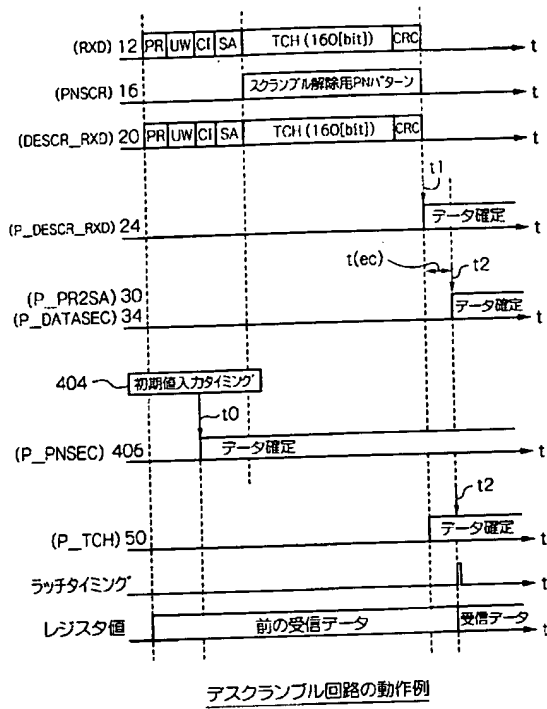 (RXD) 12 PR UW CI SA TCH (160[bit]) CRC t
(PNSCR) 16 スクランブル解除用PNパターン t
(DESCR_RXD) 20 PR UW CI SA TCH (160[bit]) CRC t
t1
(P_DESCR_RXD) 24 データ確定 t
t(ec) t2
(P_PR2SA) 30
(P_DATASEC) 34 データ確定 t
404 初期値入力タイミング
t0
(P_PNSEC) 406 データ確定 t
t2
(P_TCH) 50 データ確定 t
ラッチタイミング t
レジスタ値 前の受信データ 受信データ t
デスクランブル回路の動作例